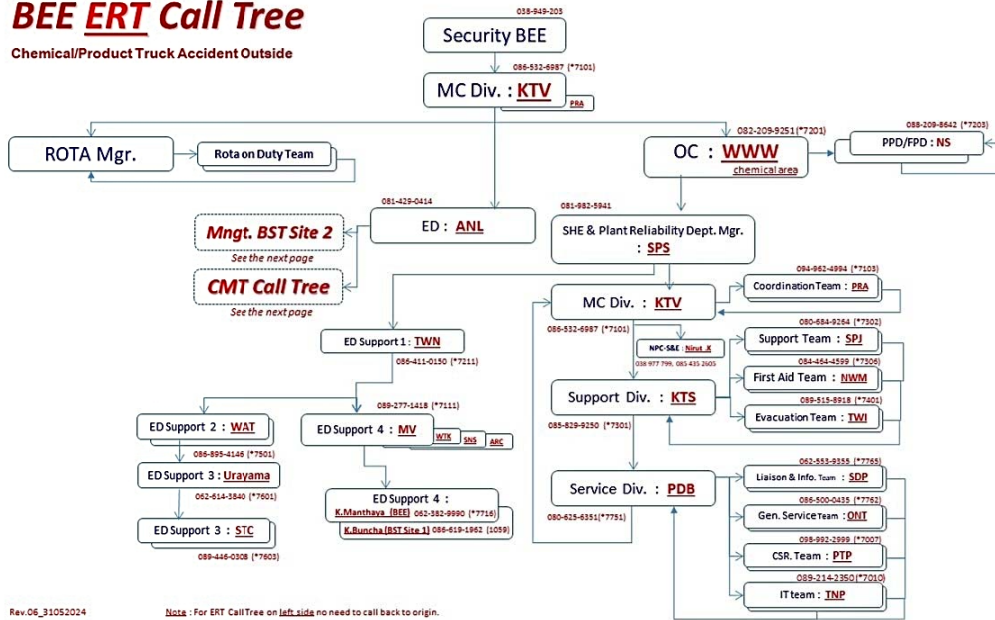 BEE ERT Call Tree
Chemical/Product Truck Accident Outside
038-949-203
Security BEE
086-532-6987 (*7101)
MC Div. : KTV
PRA
ROTA Mgr.
Rota on Duty Team
082-209-9251(*7201)
OC : WWW
chemical area
088-209-8642 (*7203)
PPD/FPD : NS
081-429-0414
ED : ANL
Mngt. BST Site 2
See the next page
CMT Call Tree
See the next page
081-982-5941
SHE & Plant Reliability Dept. Mgr.
: SPS
MC Div. : KTV
086-532-6987 (*7101)
094-962-4994 (*7103)
Coordination Team : PRA
NPC-S&E : Nirut .K
038 977 799, 085 435 2605
ED Support 1 : TWN
086-411-0150 (*7211)
080-684-9264 (*7302)
Support Team : SPJ
084-464-4599 (*7306)
First Aid Team : NWM
089-515-8918 (*7401)
Evacuation Team : TWI
Support Div. : KTS
085-829-9250 (*7301)
ED Support 2 : WAT
086-895-4146 (*7501)
ED Support 3 : Urayama
062-614-3840 (*7601)
ED Support 3 : STC
089-446-0308 (*7603)
089-277-1418 (*7111)
ED Support 4 : MV
WTK
SNS
ARC
ED Support 4 :
K.Manthaya (BEE) 062-382-9990 (*7716)
K.Buncha (BST Site 1) 086-619-1962 (1059)
Service Div. : PDB
080-625-6351(*7751)
062-553-9355 (*7765)
Liaison & Info. Team : SDP
086-500-0435 (*7762)
Gen. Service Team : ONT
098-992-2999 (*7007)
CSR. Team : PTP
089-214-2350(*7010)
IT team : TNP
Rev.06_31052024
Note : For ERT CallTree on left side no need to call back to origin.